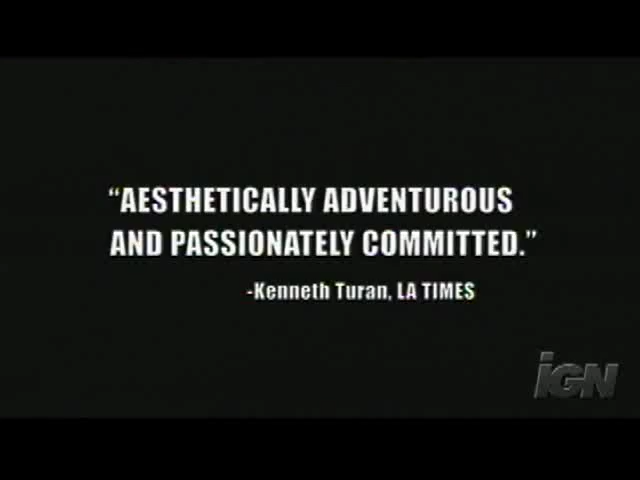 “AESTHETICALLY ADVENTUROUS
AND PASSIONATELY COMMITTED.”
-Kenneth Turan, LA TIMES
iGN